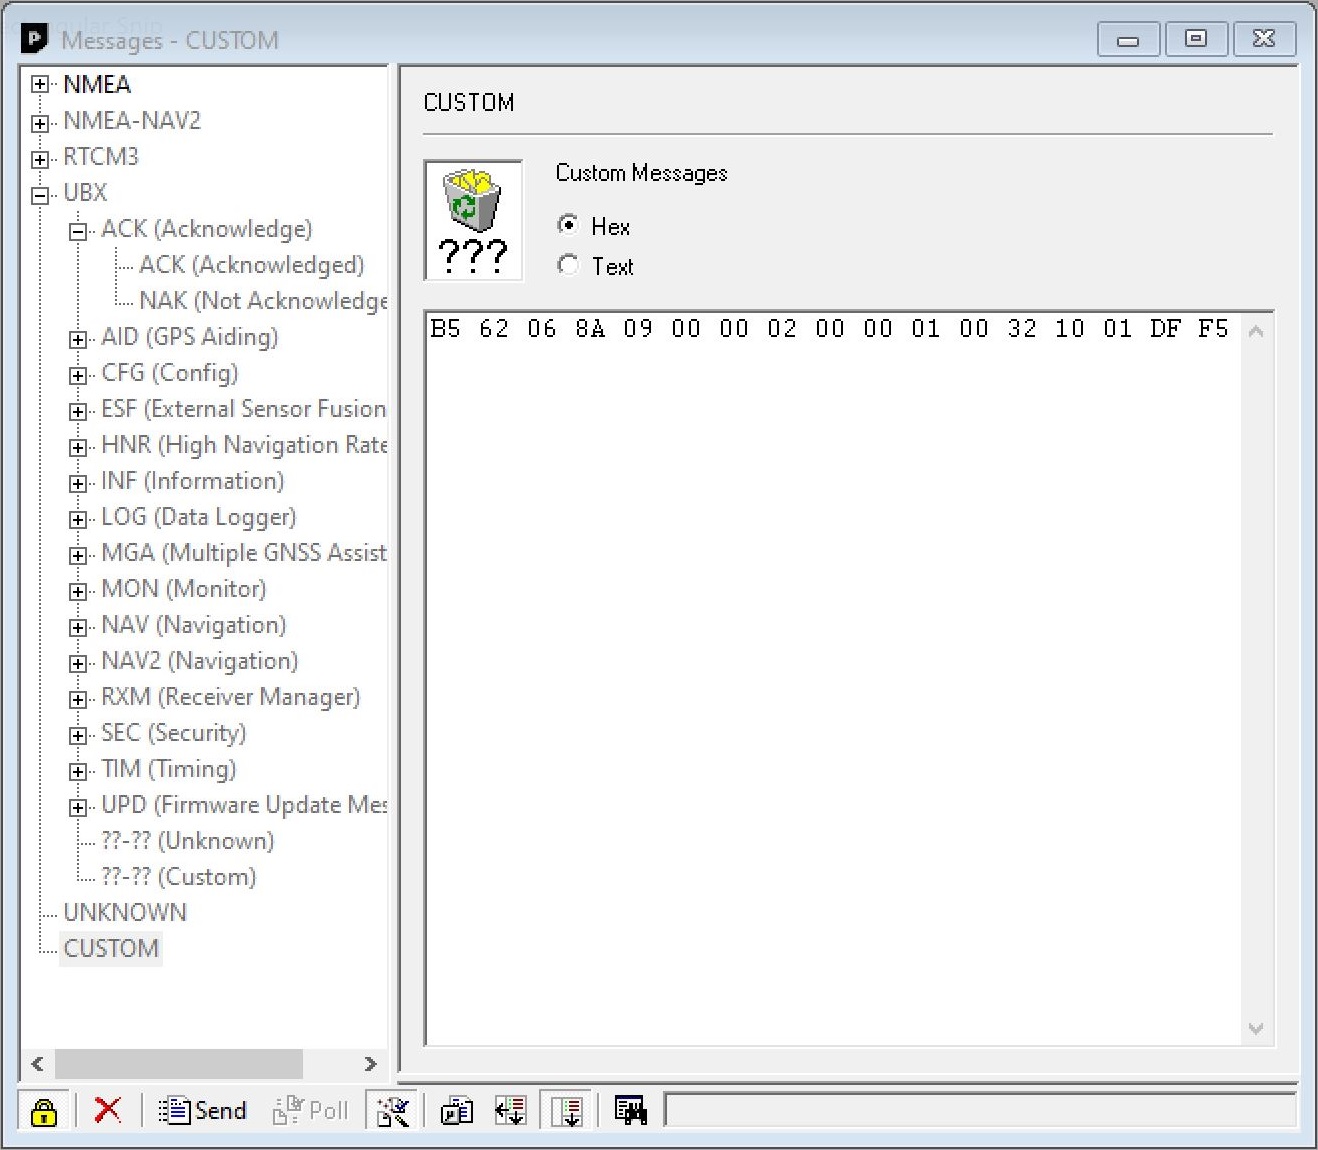 Messages - CUSTOM
NMEA
NMEA-NAV2
RTCM3
UBX
ACK (Acknowledge)
ACK (Acknowledged)
NAK (Not Acknowledge
AID (GPS Aiding)
CFG (Config)
ESF (External Sensor Fusion
HNR (High Navigation Rate
INF (Information)
LOG (Data Logger)
MGA (Multiple GNSS Assist
MON (Monitor)
NAV (Navigation)
NAV2 (Navigation)
RXM (Receiver Manager)
SEC (Security)
TIM (Timing)
UPD (Firmware Update Mes
??-?? (Unknown)
??-?? (Custom)
UNKNOWN
CUSTOM
CUSTOM
???
Custom Messages
Hex
Text
B5 62 06 8A 09 00 00 02 00 00 01 00 32 10 01 DF F5
Send
Poll